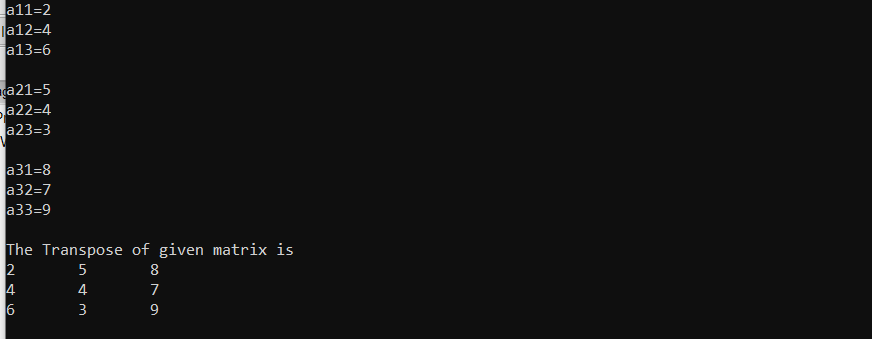 a11=2
a12=4
a13=6
a21=5
a22=4
a23=3
a31=8
a32=7
a33=9
The Transpose of given matrix is
2 5 8
4 4 7
6 3 9